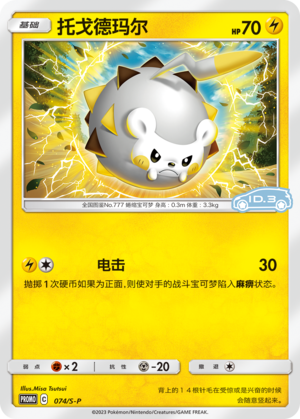 基础 托戈德玛尔 HP70
ID.3
全国图鉴No.777 蜷缩宝可梦 身高：0.3m 体重：3.3kg
电击 30
抛掷1次硬币如果为正面，则使对手的战斗宝可梦陷入麻痹状态。
弱点 ×2 抗性 -20 撤退
Illus.Misa Tsutsui
PROMO C 074/S-P
背上的14根针毛在受惊或是兴奋的时候
会随意竖起来。
©2023 Pokémon/Nintendo/Creatures/GAME FREAK.